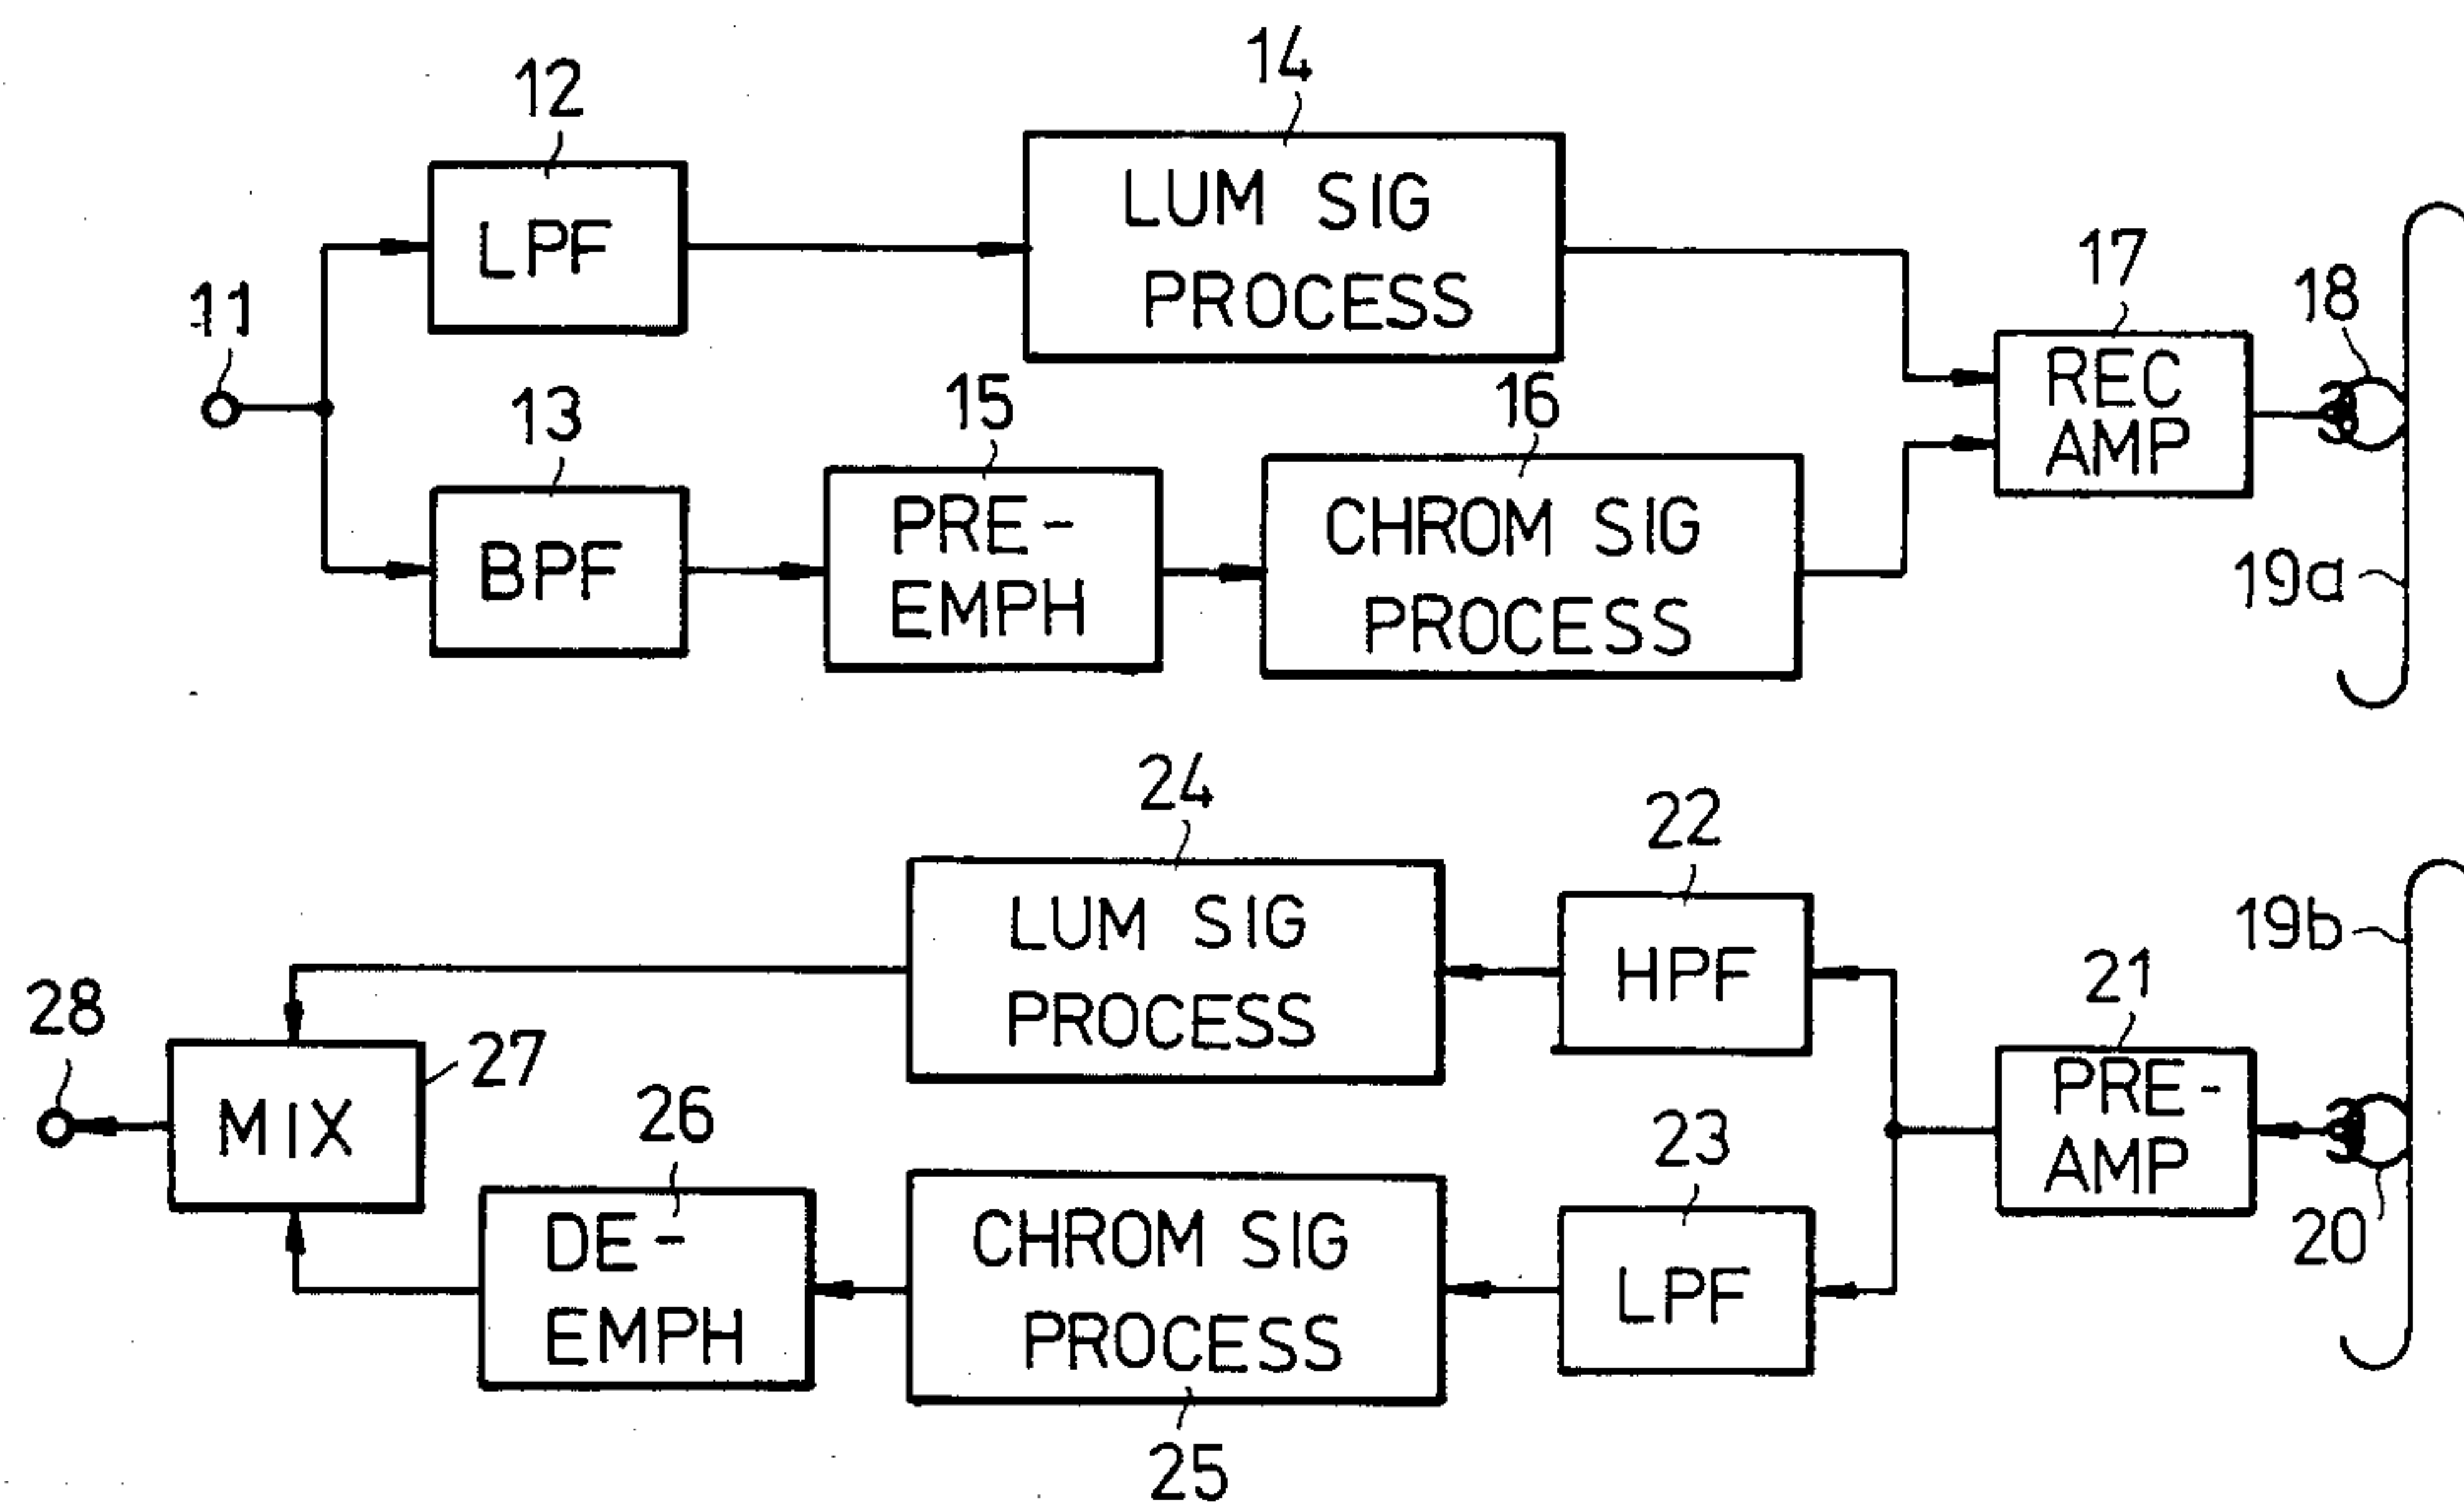 12
14
LPF
LUM SIG
PROCESS
11
17
18
REC
AMP
13
15
16
BPF
PRE-
EMPH
CHROM SIG
PROCESS
19a
24
22
19b
LUM SIG
PROCESS
HPF
21
28
27
MIX
PRE-
AMP
26
23
20
DE-
EMPH
CHROM SIG
PROCESS
LPF
25